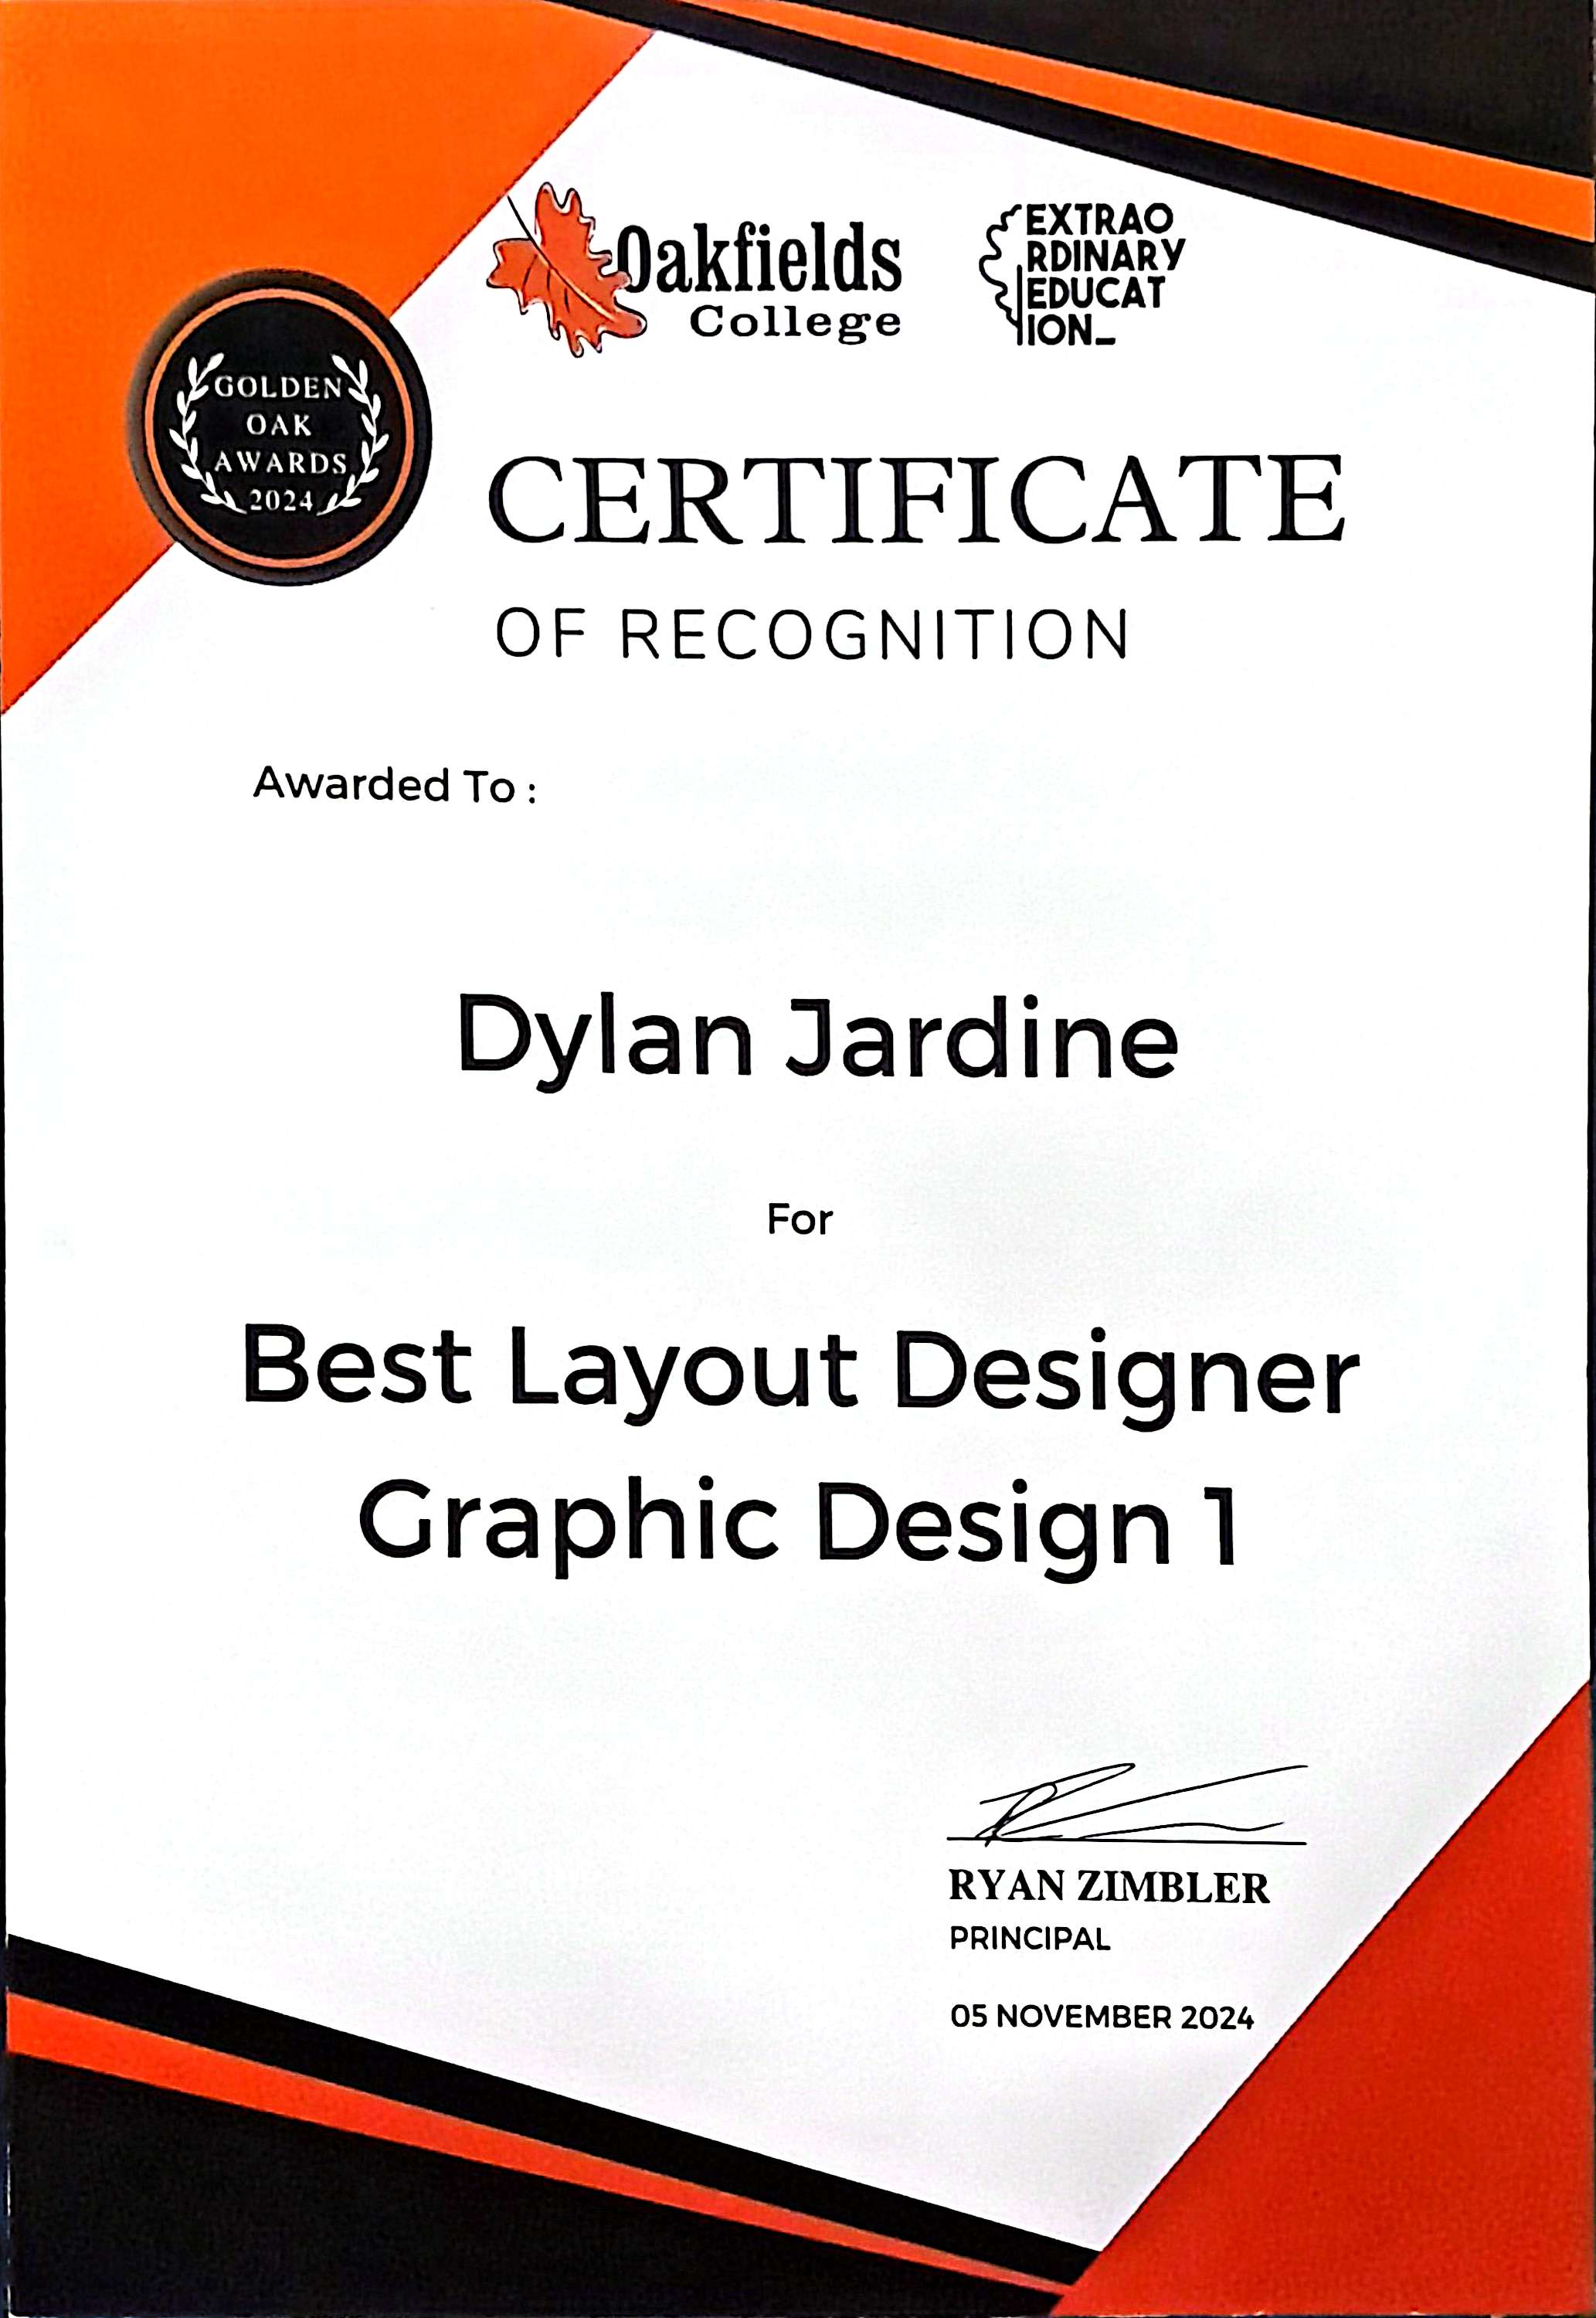 Oakfields
College
EXTRAO
RDINARY
EDUCAT
ION_
GOLDEN
OAK
AWARDS
2024
CERTIFICATE
OF RECOGNITION
Awarded To :
Dylan Jardine
For
Best Layout Designer
Graphic Design 1
RYAN ZIMBLER
PRINCIPAL
05 NOVEMBER 2024